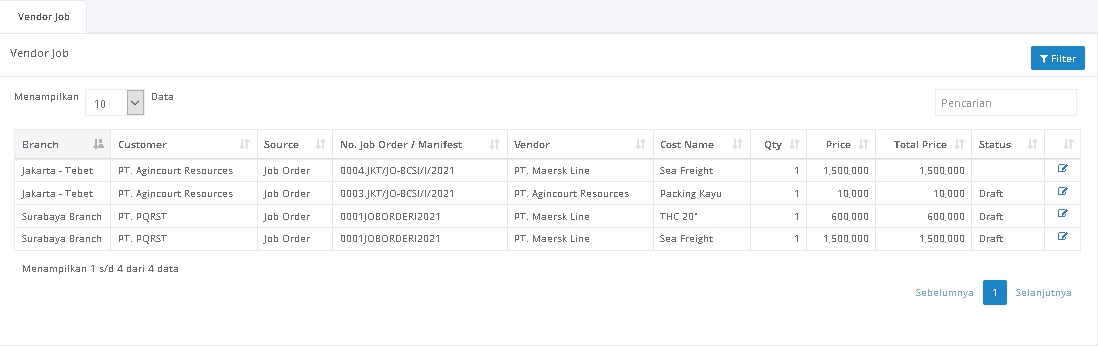 Vendor Job
Vendor Job
Filter
Menampilkan 10 Data
Pencarian
Branch Customer Source No. Job Order / Manifest Vendor Cost Name Qty Price Total Price Status
Jakarta - Tebet PT. Agincourt Resources Job Order 0004.JKT/JO-BCSI/I/2021 PT. Maersk Line Sea Freight 1 1,500,000 1,500,000
Jakarta - Tebet PT. Agincourt Resources Job Order 0003.JKT/JO-BCSI/I/2021 PT. Agincourt Resources Packing Kayu 1 10,000 10,000 Draft
Surabaya Branch PT. PQRST Job Order 0001JOBORDERI2021 PT. Maersk Line THC 20" 1 600,000 600,000 Draft
Surabaya Branch PT. PQRST Job Order 0001JOBORDERI2021 PT. Maersk Line Sea Freight 1 1,500,000 1,500,000 Draft
Menampilkan 1 s/d 4 dari 4 data
Sebelumnya 1 Selanjutnya